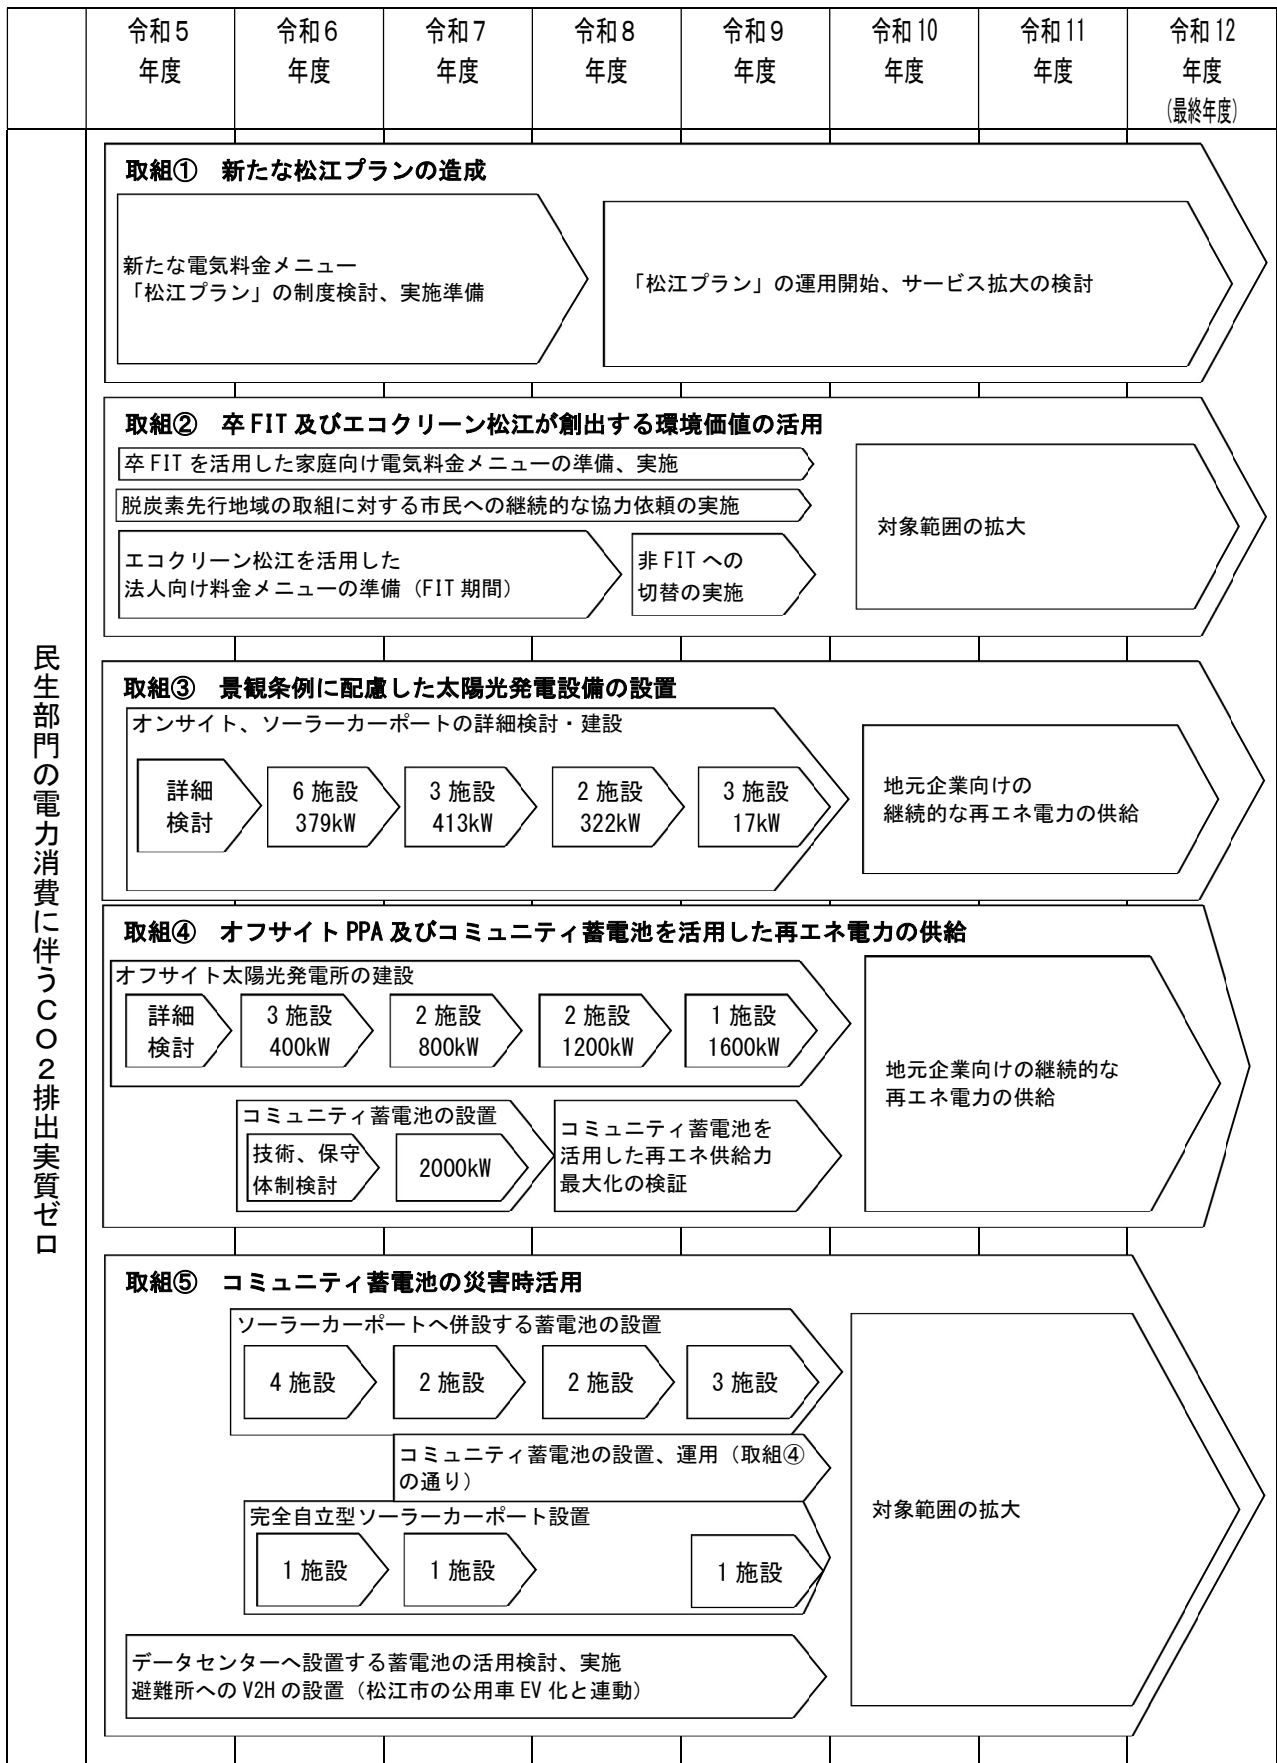 令和5
年度
令和6
年度
令和7
年度
令和8
年度
令和9
年度
令和10
年度
令和11
年度
令和12
年度
(最終年度)
民生部門の電力消費に伴うCO2排出実質ゼロ
取組① 新たな松江プランの造成
新たな電気料金メニュー
「松江プラン」の制度検討、実施準備
「松江プラン」の運用開始、サービス拡大の検討
取組② 卒FIT及びエコクリーン松江が創出する環境価値の活用
卒FITを活用した家庭向け電気料金メニューの準備、実施
脱炭素先行地域の取組に対する市民への継続的な協力依頼の実施
エコクリーン松江を活用した
法人向け料金メニューの準備（FIT期間）
非FITへの
切替の実施
対象範囲の拡大
取組③ 景観条例に配慮した太陽光発電設備の設置
オンサイト、ソーラーカーポートの詳細検討・建設
詳細
検討
6施設
379kW
3施設
413kW
2施設
322kW
3施設
17kW
地元企業向けの
継続的な再エネ電力の供給
取組④ オフサイトPPA及びコミュニティ蓄電池を活用した再エネ電力の供給
オフサイト太陽光発電所の建設
詳細
検討
3施設
400kW
2施設
800kW
2施設
1200kW
1施設
1600kW
コミュニティ蓄電池の設置
技術、保守
体制検討
2000kW
コミュニティ蓄電池を
活用した再エネ供給力
最大化の検証
地元企業向けの継続的な
再エネ電力の供給
取組⑤ コミュニティ蓄電池の災害時活用
ソーラーカーポートへ併設する蓄電池の設置
4施設
2施設
2施設
3施設
コミュニティ蓄電池の設置、運用（取組④
の通り）
完全自立型ソーラーカーポート設置
1施設
1施設
1施設
データセンターへ設置する蓄電池の活用検討、実施
避難所へのV2Hの設置（松江市の公用車EV化と連動）
対象範囲の拡大